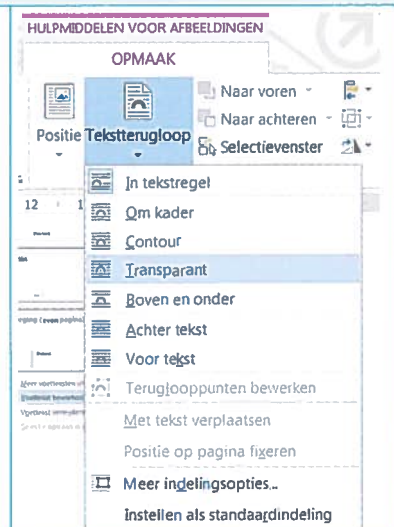 HULPMIDDELEN VOOR AFBEELDINGEN
OPMAAK
Naar voren
Naar achteren
Selectievenster
Positie
Tekstterugloop
12
In tekstregel
Om kader
Contour
Transparant
Boven en onder
Achter tekst
Voor tekst
Teruglooppunten bewerken
Met tekst verplaatsen
Positie op pagina fixeren
Meer indelingsopties...
Instellen als standaardindeling